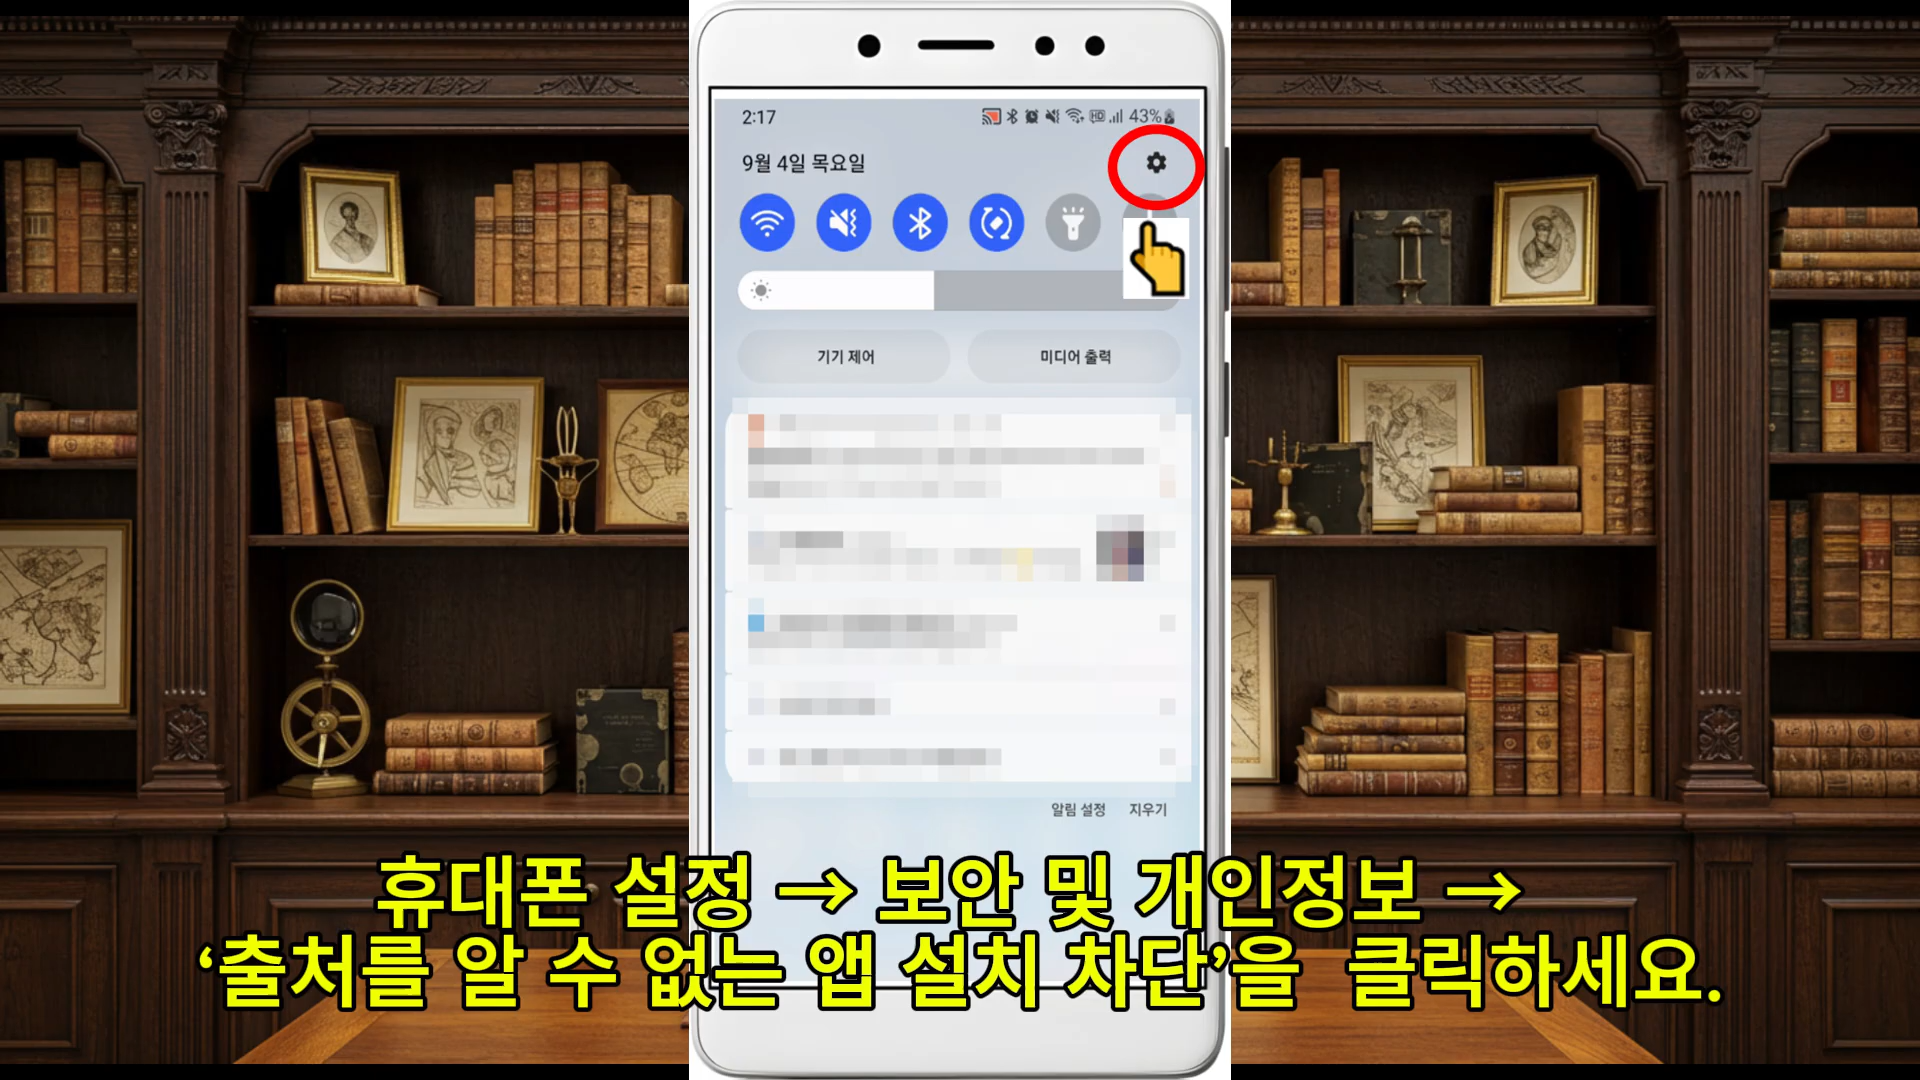 2:17
43%
9월 4일 목요일
기기 제어
미디어 출력
알림 설정 지우기
휴대폰 설정 → 보안 및 개인정보 →
‘출처를 알 수 없는 앱 설치 차단’을 클릭하세요.